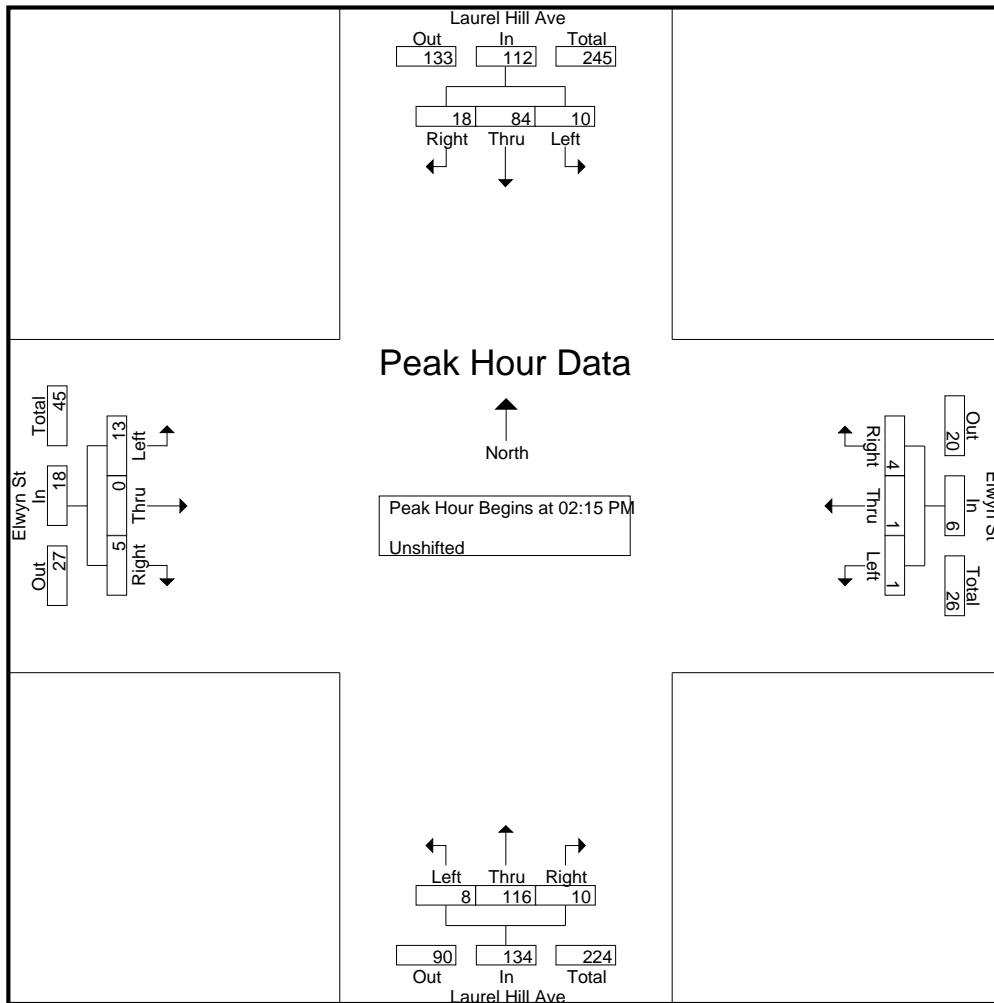 Laurel Hill Ave
Out In Total
133 112 245
18 84 10
Right Thru Left
Peak Hour Data
North
Peak Hour Begins at 02:15 PM
Unshifted
Elwyn St
Total In Out
45 18 27
13 0 5
Left Thru Right
Right Thru Left
4 1 1
Out In Total
20 6 26
Elwyn St
Left Thru Right
8 116 10
90 134 224
Out In Total
Laurel Hill Ave